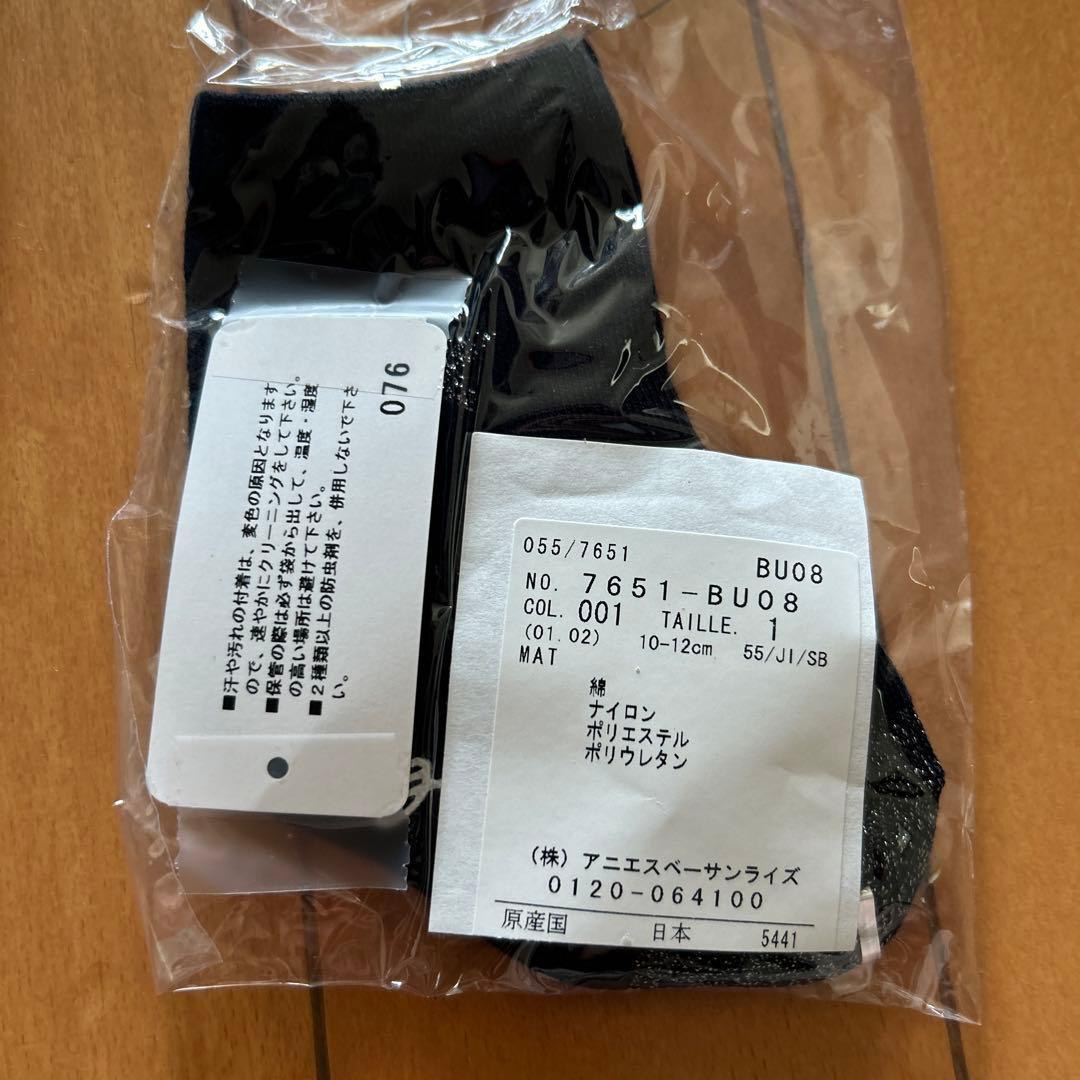 076
■汗や汚れの付着は、変色の原因となります
ので、速やかにクリーニングをして下さい。
■保管の際は必ず袋から出して、温度・湿度
の高い場所は避けて下さい。
■2種類以上の防虫剤を、併用しないで下さ
い。
055/7651 BU08
NO. 7651-BU08
COL. 001 TAILLE. 1
(01.02) 10-12cm 55/JI/SB
MAT
綿
ナイロン
ポリエステル
ポリウレタン
(株)アニエスベーサンライズ
0120-064100
原産国 日本 5441